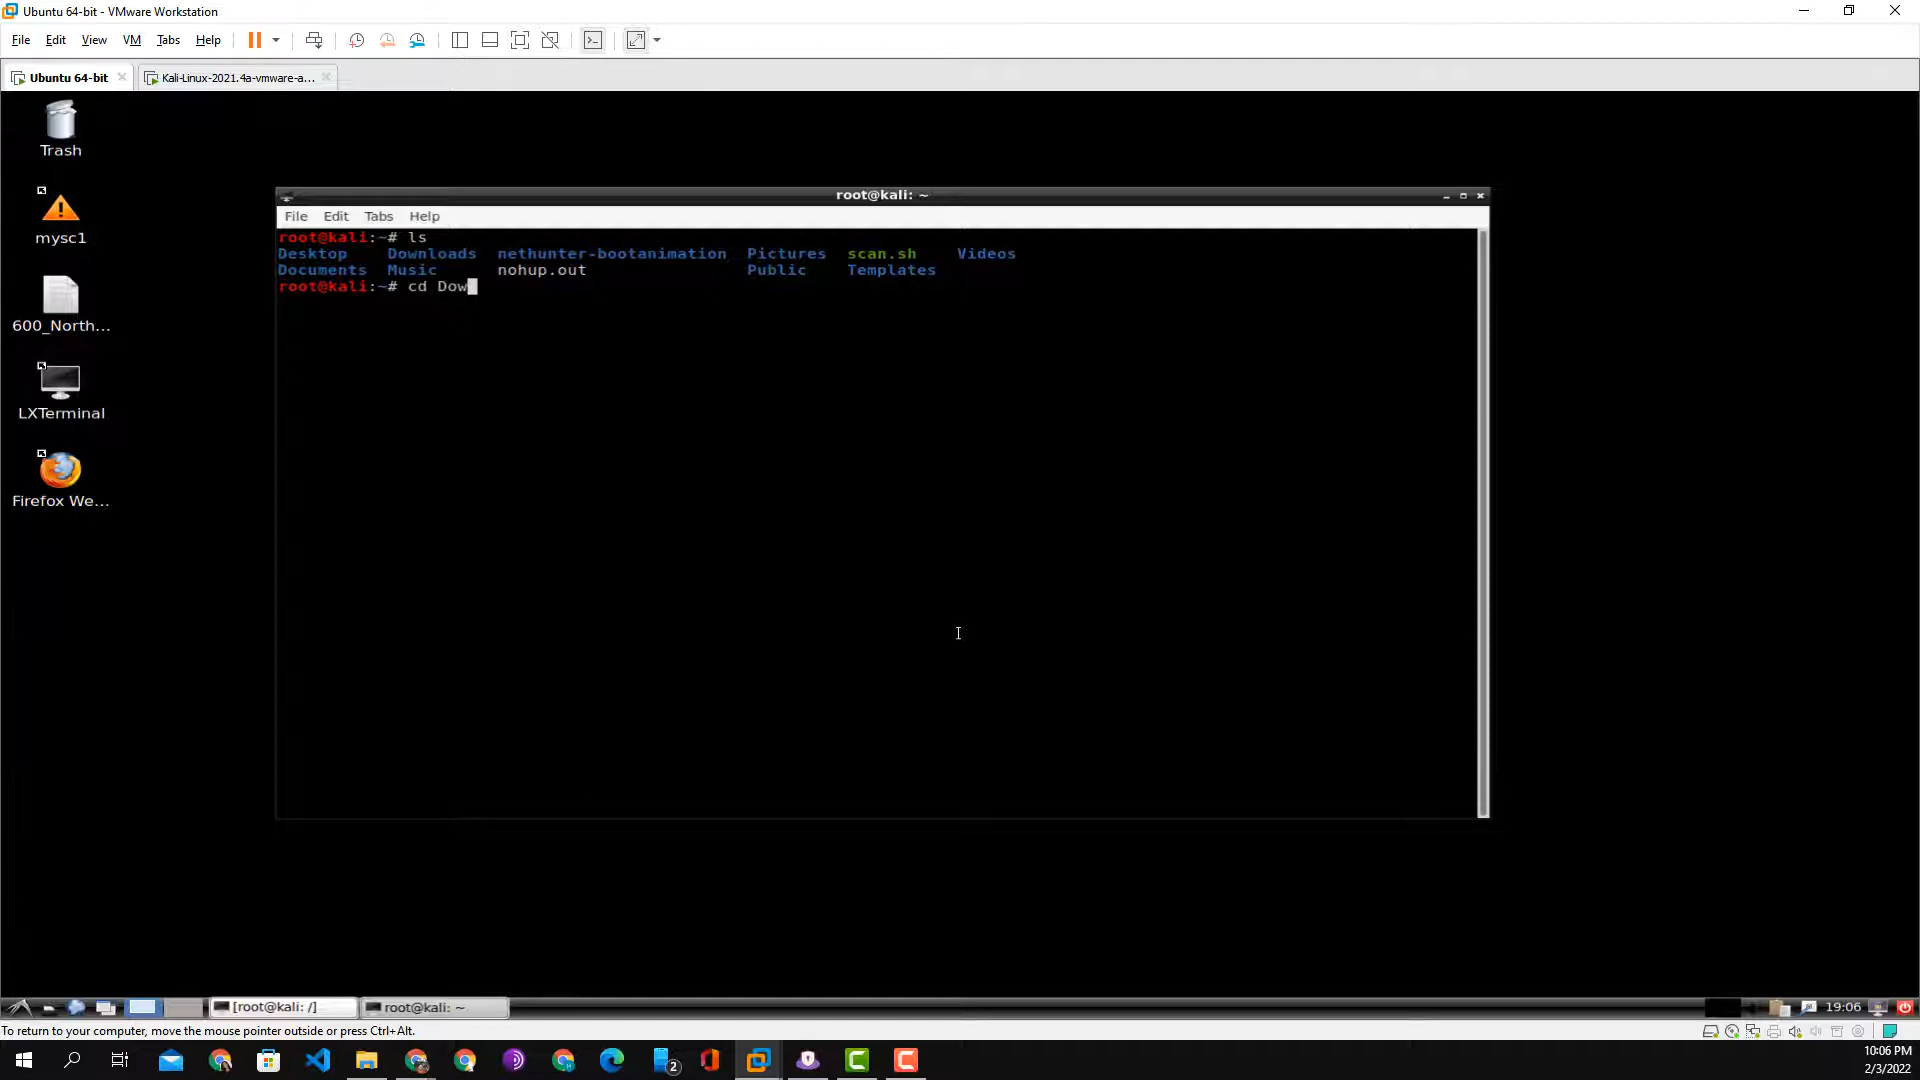 Ubuntu 64-bit - VMware Workstation
File Edit View VM Tabs Help
Ubuntu 64-bit Kali-Linux-2021.4a-vmware-a...
Trash
mysc1
600_North...
LXTerminal
Firefox We...
root@kali: ~
File Edit Tabs Help
root@kali:~# ls
Desktop Downloads nethunter-bootanimation Pictures scan.sh Videos
Documents Music nohup.out Public Templates
root@kali:~# cd Dow
[root@kali: /] root@kali: ~ 19:06
To return to your computer, move the mouse pointer outside or press Ctrl+Alt.
2
10:06 PM
2/3/2022